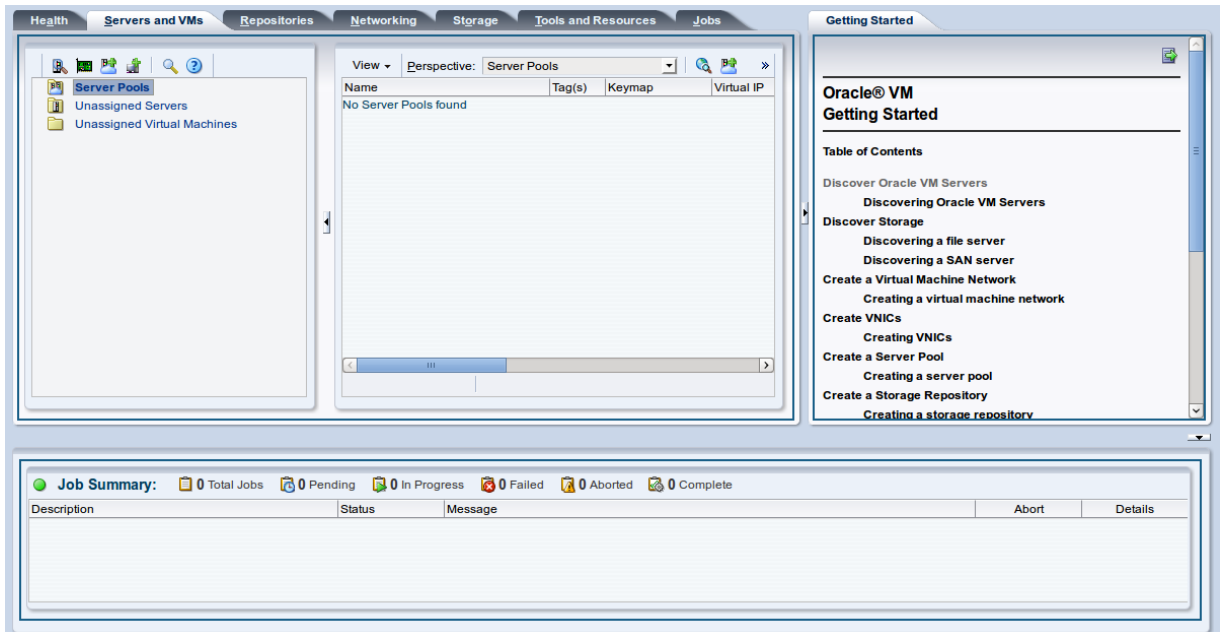 Health
Servers and VMs
Repositories
Networking
Storage
Tools and Resources
Jobs
Getting Started
Server Pools
Unassigned Servers
Unassigned Virtual Machines
View
Perspective: Server Pools
»
Name Tag(s) Keymap Virtual IP
No Server Pools found
Oracle® VM
Getting Started
Table of Contents
Discover Oracle VM Servers
Discovering Oracle VM Servers
Discover Storage
Discovering a file server
Discovering a SAN server
Create a Virtual Machine Network
Creating a virtual machine network
Create VNICs
Creating VNICs
Create a Server Pool
Creating a server pool
Create a Storage Repository
Creating a storage repository
Job Summary: 0 Total Jobs 0 Pending 0 In Progress 0 Failed 0 Aborted 0 Complete
Description Status Message Abort Details